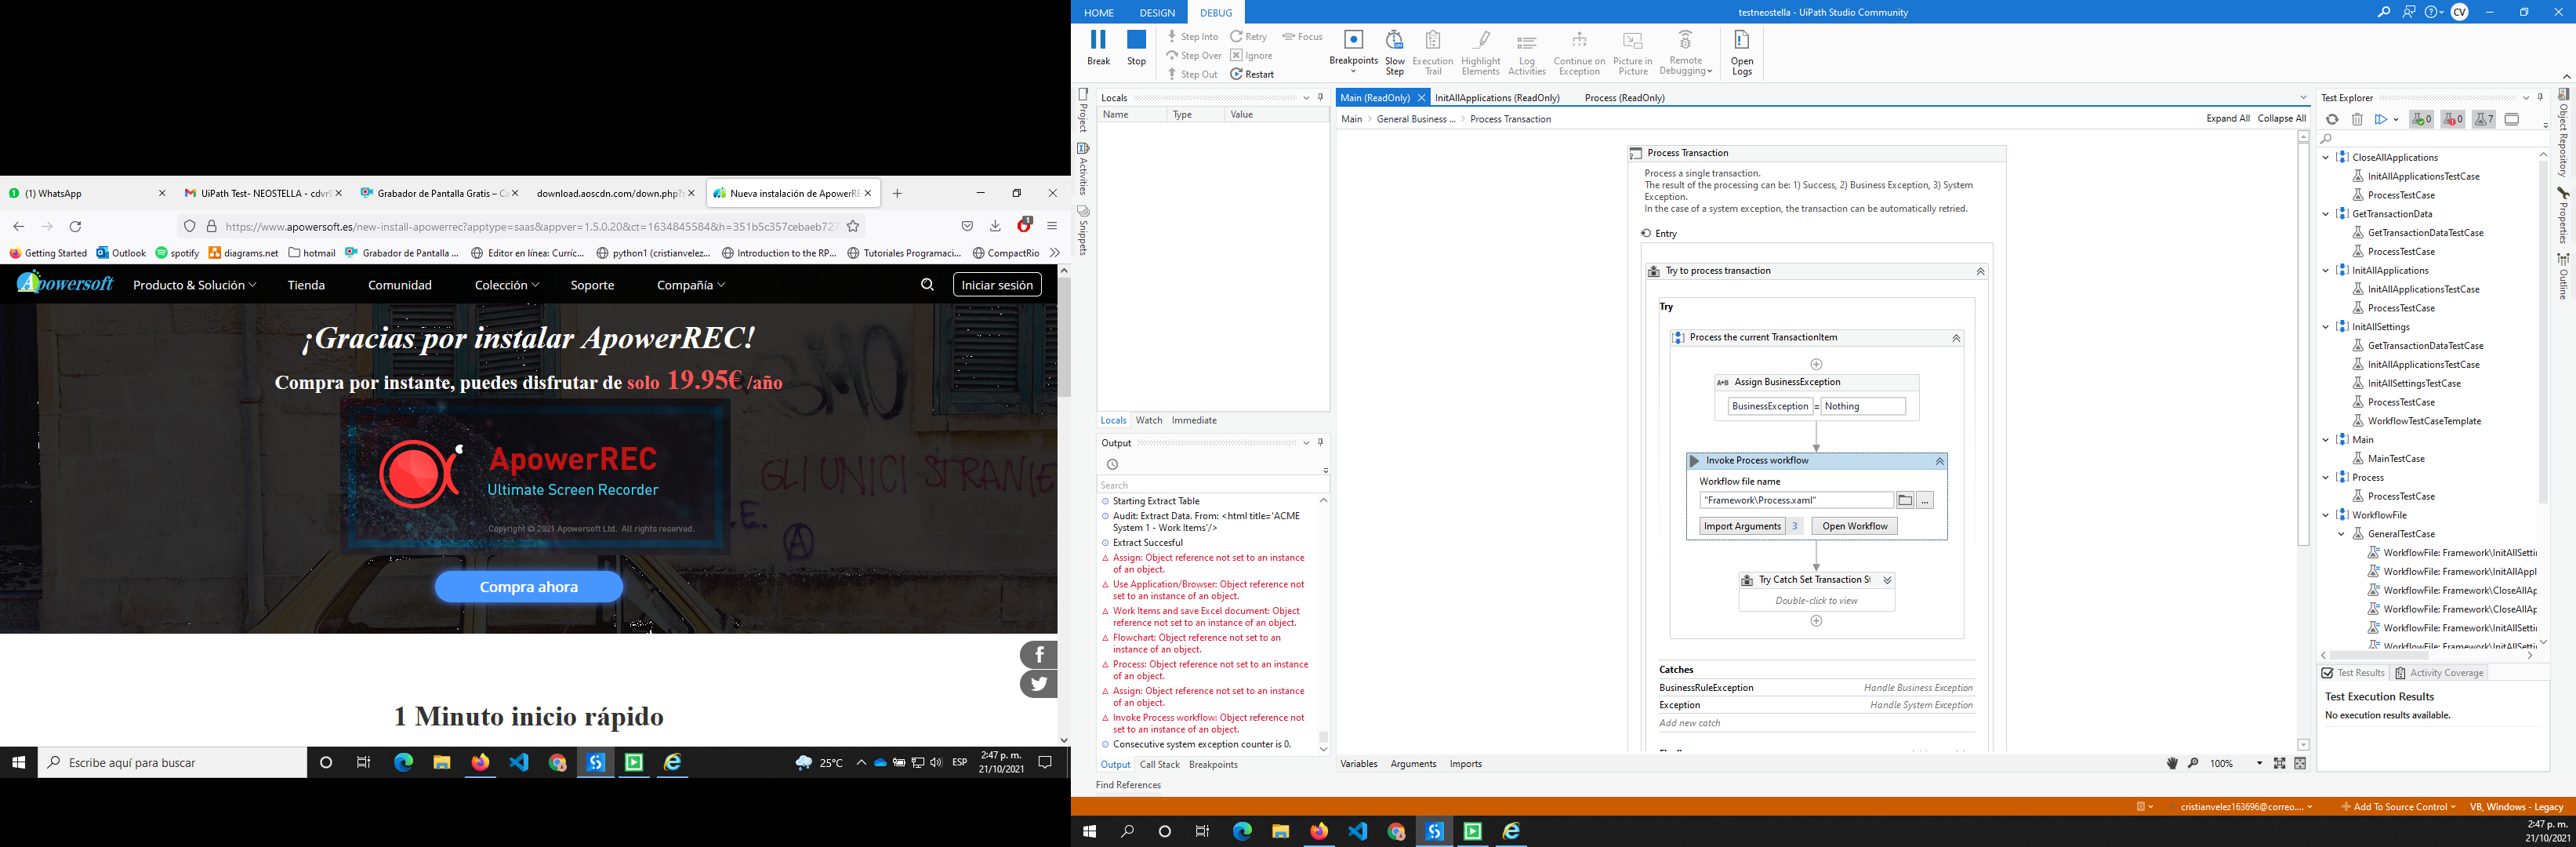 (1) WhatsApp
UiPath Test- NEOSTELLA - cdvr9
Grabador de Pantalla Gratis – Ca
download.aoscdn.com/down.php?s
Nueva instalación de ApowerRE
https://www.apowersoft.es/new-install-apowerrec?apptype=saas&appver=1.5.0.20&ct=1634845584&h=351b5c357cebaeb727
Getting Started
Outlook
spotify
diagrams.net
hotmail
Grabador de Pantalla ...
Editor en línea: Curríc...
python1 (cristianvelez...
Introduction to the RP...
Tutoriales Programaci...
CompactRio
Apowersoft
Producto & Solución
Tienda
Comunidad
Colección
Soporte
Compañía
Iniciar sesión
¡Gracias por instalar ApowerREC!
Compra por instante, puedes disfrutar de solo 19.95€ /año
ApowerREC
Ultimate Screen Recorder
Copyright © 2021 Apowersoft Ltd. All rights reserved.
GLI UNICI STRANIE
Compra ahora
1 Minuto inicio rápido
Escribe aquí para buscar
25°C
ESP
2:47 p. m.
21/10/2021
HOME
DESIGN
DEBUG
testneostella - UiPath Studio Community
CV
Break
Stop
Step Into
Step Over
Step Out
Retry
Ignore
Restart
Focus
Breakpoints
Slow Step
Execution Trail
Highlight Elements
Log Activities
Continue on Exception
Picture in Picture
Remote Debugging
Open Logs
Project
Activities
Snippets
Locals
Name
Type
Value
Locals
Watch
Immediate
Output
Search
Starting Extract Table
Audit: Extract Data. From: <html title='ACME
System 1 - Work Items'/>
Extract Succesful
Assign: Object reference not set to an instance
of an object.
Use Application/Browser: Object reference not
set to an instance of an object.
Work Items and save Excel document: Object
reference not set to an instance of an object.
Flowchart: Object reference not set to an
instance of an object.
Process: Object reference not set to an instance
of an object.
Assign: Object reference not set to an instance
of an object.
Invoke Process workflow: Object reference not
set to an instance of an object.
Consecutive system exception counter is 0.
Output
Call Stack
Breakpoints
Find References
Main (ReadOnly)
InitAllApplications (ReadOnly)
Process (ReadOnly)
Main > General Business ... > Process Transaction
Expand All
Collapse All
Process Transaction
Process a single transaction.
The result of the processing can be: 1) Success, 2) Business Exception, 3) System
Exception.
In the case of a system exception, the transaction can be automatically retried.
Entry
Try to process transaction
Try
Process the current TransactionItem
Assign BusinessException
BusinessException = Nothing
Invoke Process workflow
Workflow file name
"Framework\Process.xaml"
...
Import Arguments 3
Open Workflow
Try Catch Set Transaction St
Double-click to view
Catches
BusinessRuleException
Handle Business Exception
Exception
Handle System Exception
Add new catch
Variables
Arguments
Imports
100%
Test Explorer
0
0
7
CloseAllApplications
InitAllApplicationsTestCase
ProcessTestCase
GetTransactionData
GetTransactionDataTestCase
ProcessTestCase
InitAllApplications
InitAllApplicationsTestCase
ProcessTestCase
InitAllSettings
GetTransactionDataTestCase
InitAllApplicationsTestCase
InitAllSettingsTestCase
ProcessTestCase
WorkflowTestCaseTemplate
Main
MainTestCase
Process
ProcessTestCase
WorkflowFile
GeneralTestCase
WorkflowFile: Framework\InitAllSettin
WorkflowFile: Framework\InitAllAppl
WorkflowFile: Framework\CloseAllAp
WorkflowFile: Framework\CloseAllAp
WorkflowFile: Framework\InitAllSettin
WorkflowFile: Framework\InitAllSettin
Test Results
Activity Coverage
Test Execution Results
No execution results available.
Object Repository
Properties
Outline
cristianvelez163696@correo....
Add To Source Control
VB, Windows - Legacy
2:47 p. m.
21/10/2021